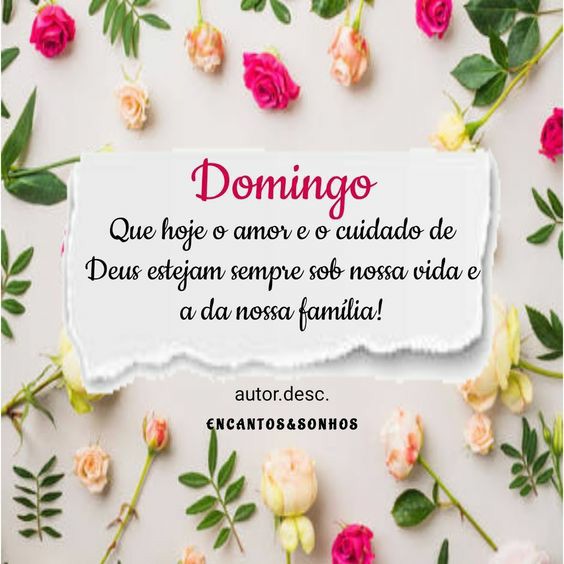 Domingo
Que hoje o amor e o cuidado de
Deus estejam sempre sob nossa vida e
a da nossa família!
autor.desc.
ENCANTOS&SONHOS